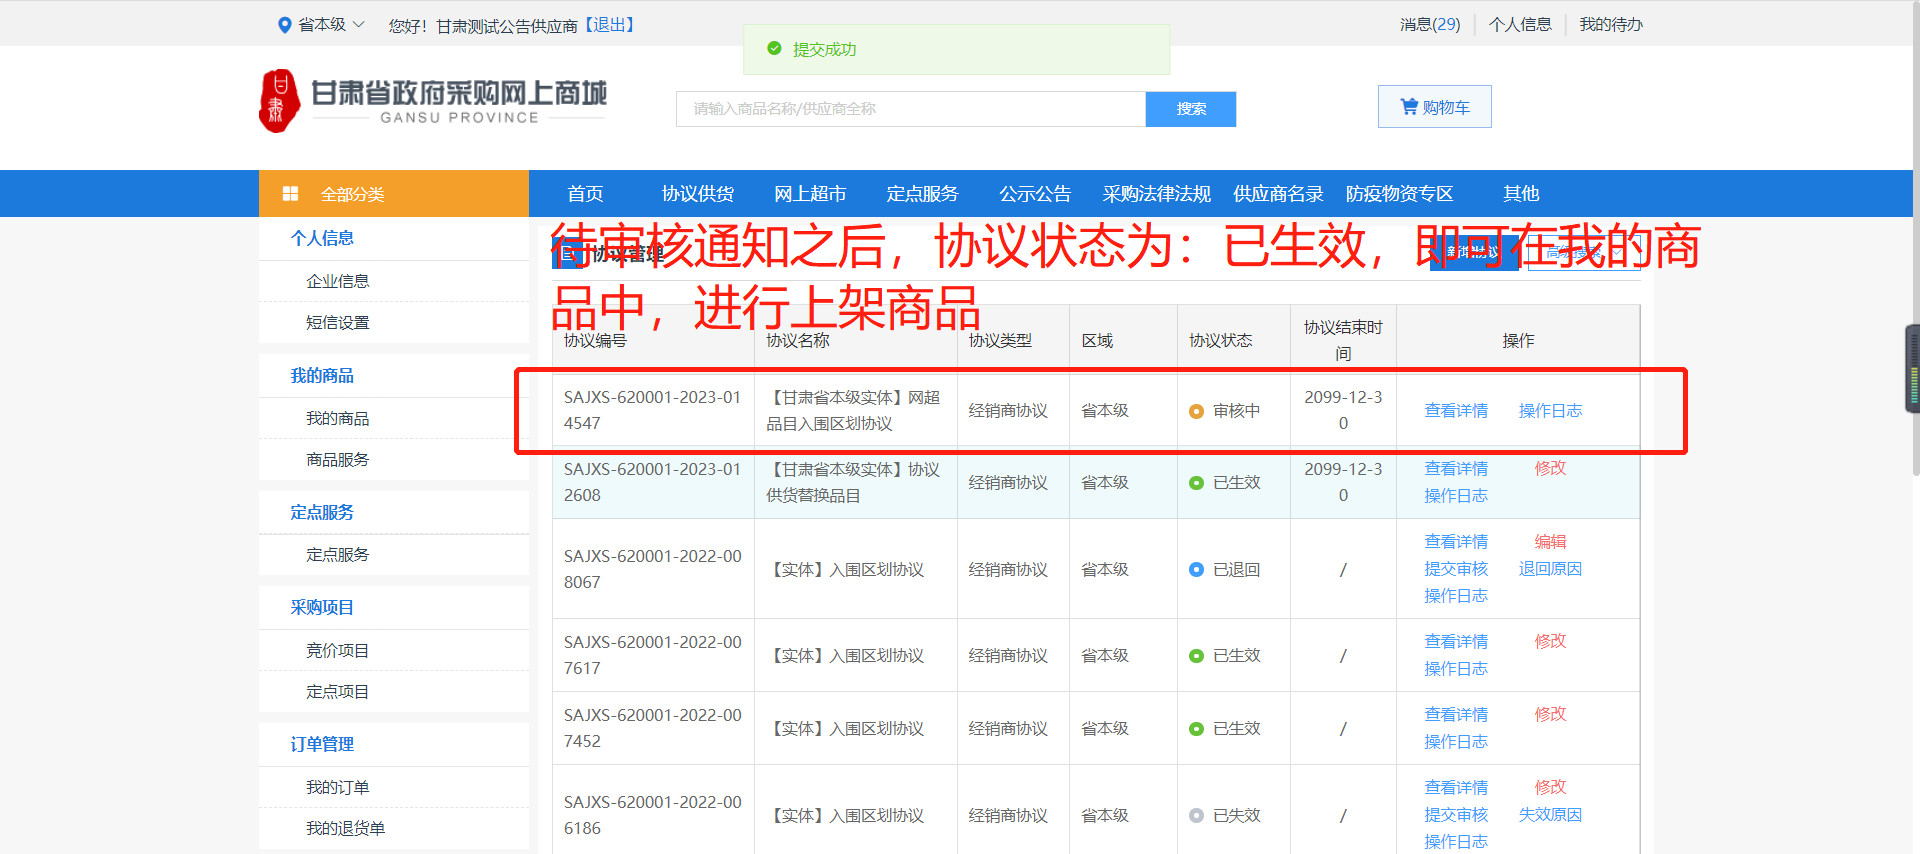 省本级
您好！甘肃测试公告供应商【退出】
消息(29)
个人信息
我的待办
提交成功
甘肃省政府采购网上商城
GANSU PROVINCE
甘肃
请输入商品名称/供应商全称
搜索
购物车
全部分类
首页
协议供货
网上超市
定点服务
公示公告
采购法律法规
供应商名录
防疫物资专区
其他
个人信息
企业信息
短信设置
我的商品
我的商品
商品服务
定点服务
定点服务
采购项目
竞价项目
定点项目
订单管理
我的订单
我的退货单
协议管理
新增协议
高级搜索
待审核通知之后，协议状态为：已生效，即可在我的商
品中，进行上架商品
协议编号
协议名称
协议类型
区域
协议状态
协议结束时
间
操作
SAJXS-620001-2023-01
4547
【甘肃省本级实体】网超
品目入围区划协议
经销商协议
省本级
审核中
2099-12-3
0
查看详情
操作日志
SAJXS-620001-2023-01
2608
【甘肃省本级实体】协议
供货替换品目
经销商协议
省本级
已生效
2099-12-3
0
查看详情
修改
操作日志
SAJXS-620001-2022-00
8067
【实体】入围区划协议
经销商协议
省本级
已退回
/
查看详情
编辑
提交审核
退回原因
操作日志
SAJXS-620001-2022-00
7617
【实体】入围区划协议
经销商协议
省本级
已生效
/
查看详情
修改
操作日志
SAJXS-620001-2022-00
7452
【实体】入围区划协议
经销商协议
省本级
已生效
/
查看详情
修改
操作日志
SAJXS-620001-2022-00
6186
【实体】入围区划协议
经销商协议
省本级
已失效
/
查看详情
修改
提交审核
失效原因
操作日志